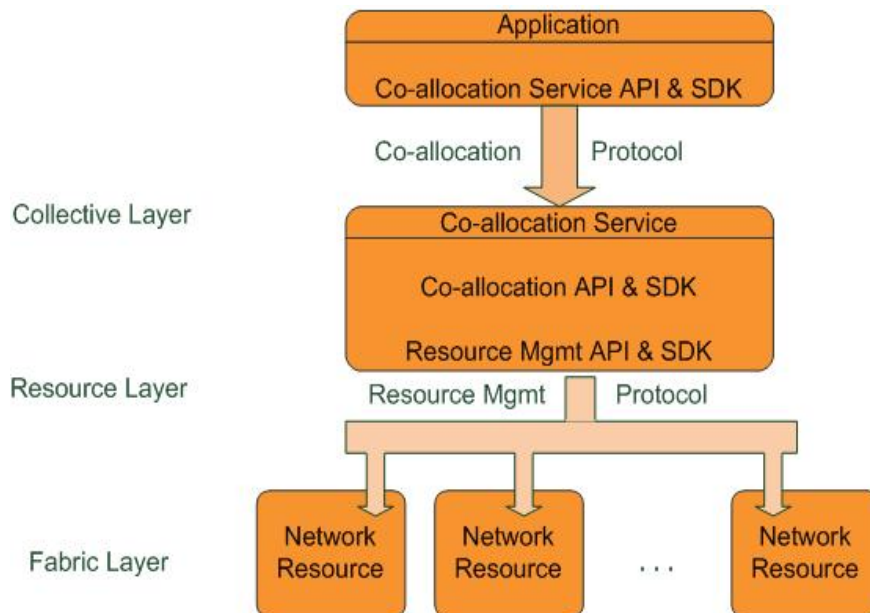 Application
Co-allocation Service API & SDK
Co-allocation Protocol
Collective Layer
Co-allocation Service
Co-allocation API & SDK
Resource Mgmt API & SDK
Resource Layer
Resource Mgmt Protocol
Fabric Layer
Network
Resource
Network
Resource
. . .
Network
Resource